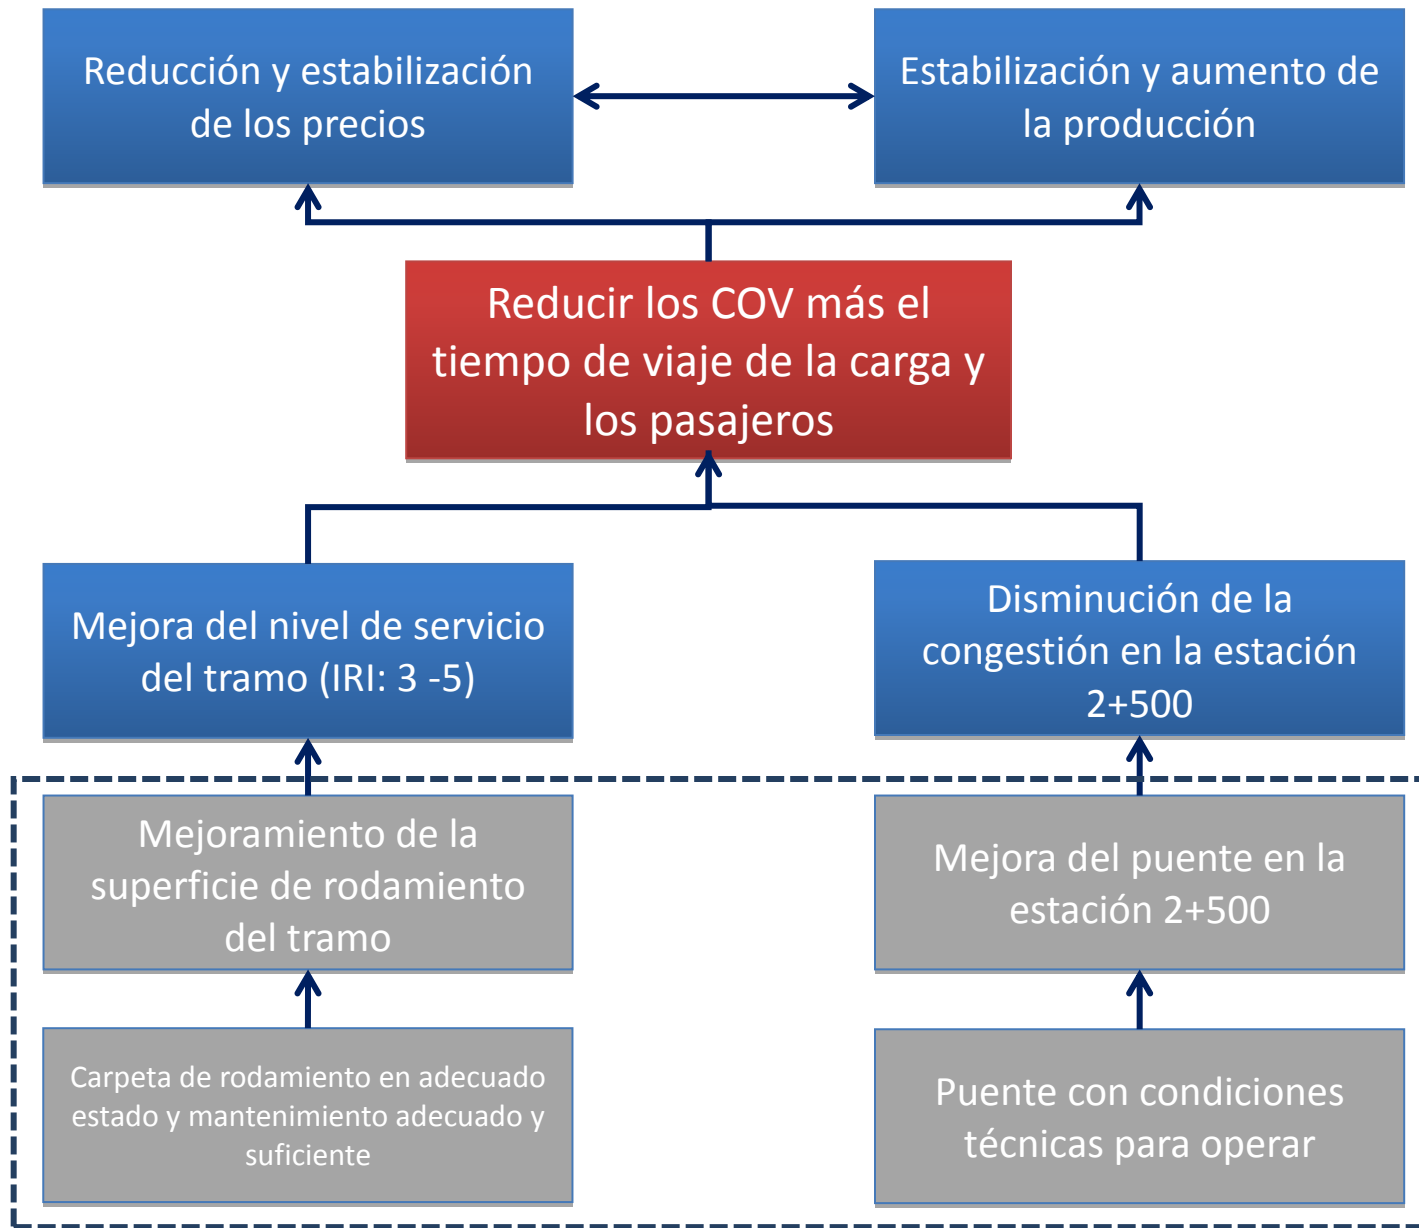 Reducción y estabilización
de los precios
Estabilización y aumento de
la producción
Reducir los COV más el
tiempo de viaje de la carga y
los pasajeros
Mejora del nivel de servicio
del tramo (IRI: 3 -5)
Disminución de la
congestión en la estación
2+500
Mejoramiento de la
superficie de rodamiento
del tramo
Mejora del puente en la
estación 2+500
Carpeta de rodamiento en adecuado
estado y mantenimiento adecuado y
suficiente
Puente con condiciones
técnicas para operar